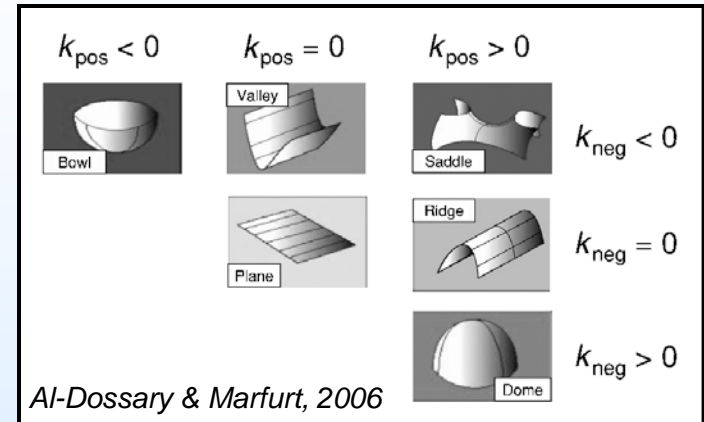 k_pos < 0 k_pos = 0 k_pos > 0
Bowl
Valley
Saddle
k_neg < 0
Plane
Ridge
k_neg = 0
Dome
k_neg > 0
Al-Dossary & Marfurt, 2006